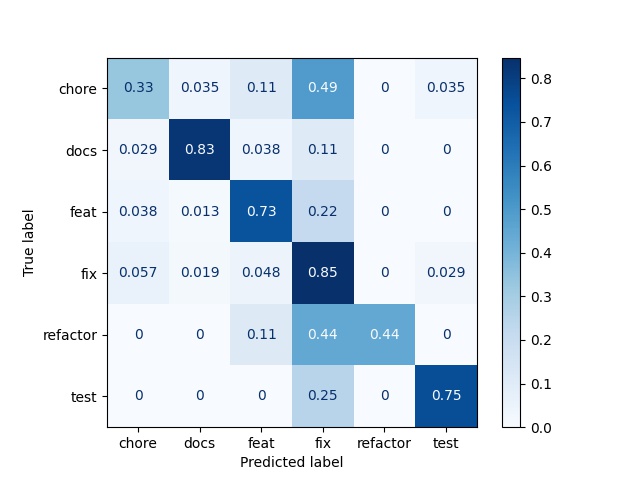 chore 0.33 0.035 0.11 0.49 0 0.035
docs 0.029 0.83 0.038 0.11 0 0
feat 0.038 0.013 0.73 0.22 0 0
fix 0.057 0.019 0.048 0.85 0 0.029
refactor 0 0 0.11 0.44 0.44 0
test 0 0 0 0.25 0 0.75
chore docs feat fix refactor test
Predicted label
True label
0.8
0.7
0.6
0.5
0.4
0.3
0.2
0.1
0.0